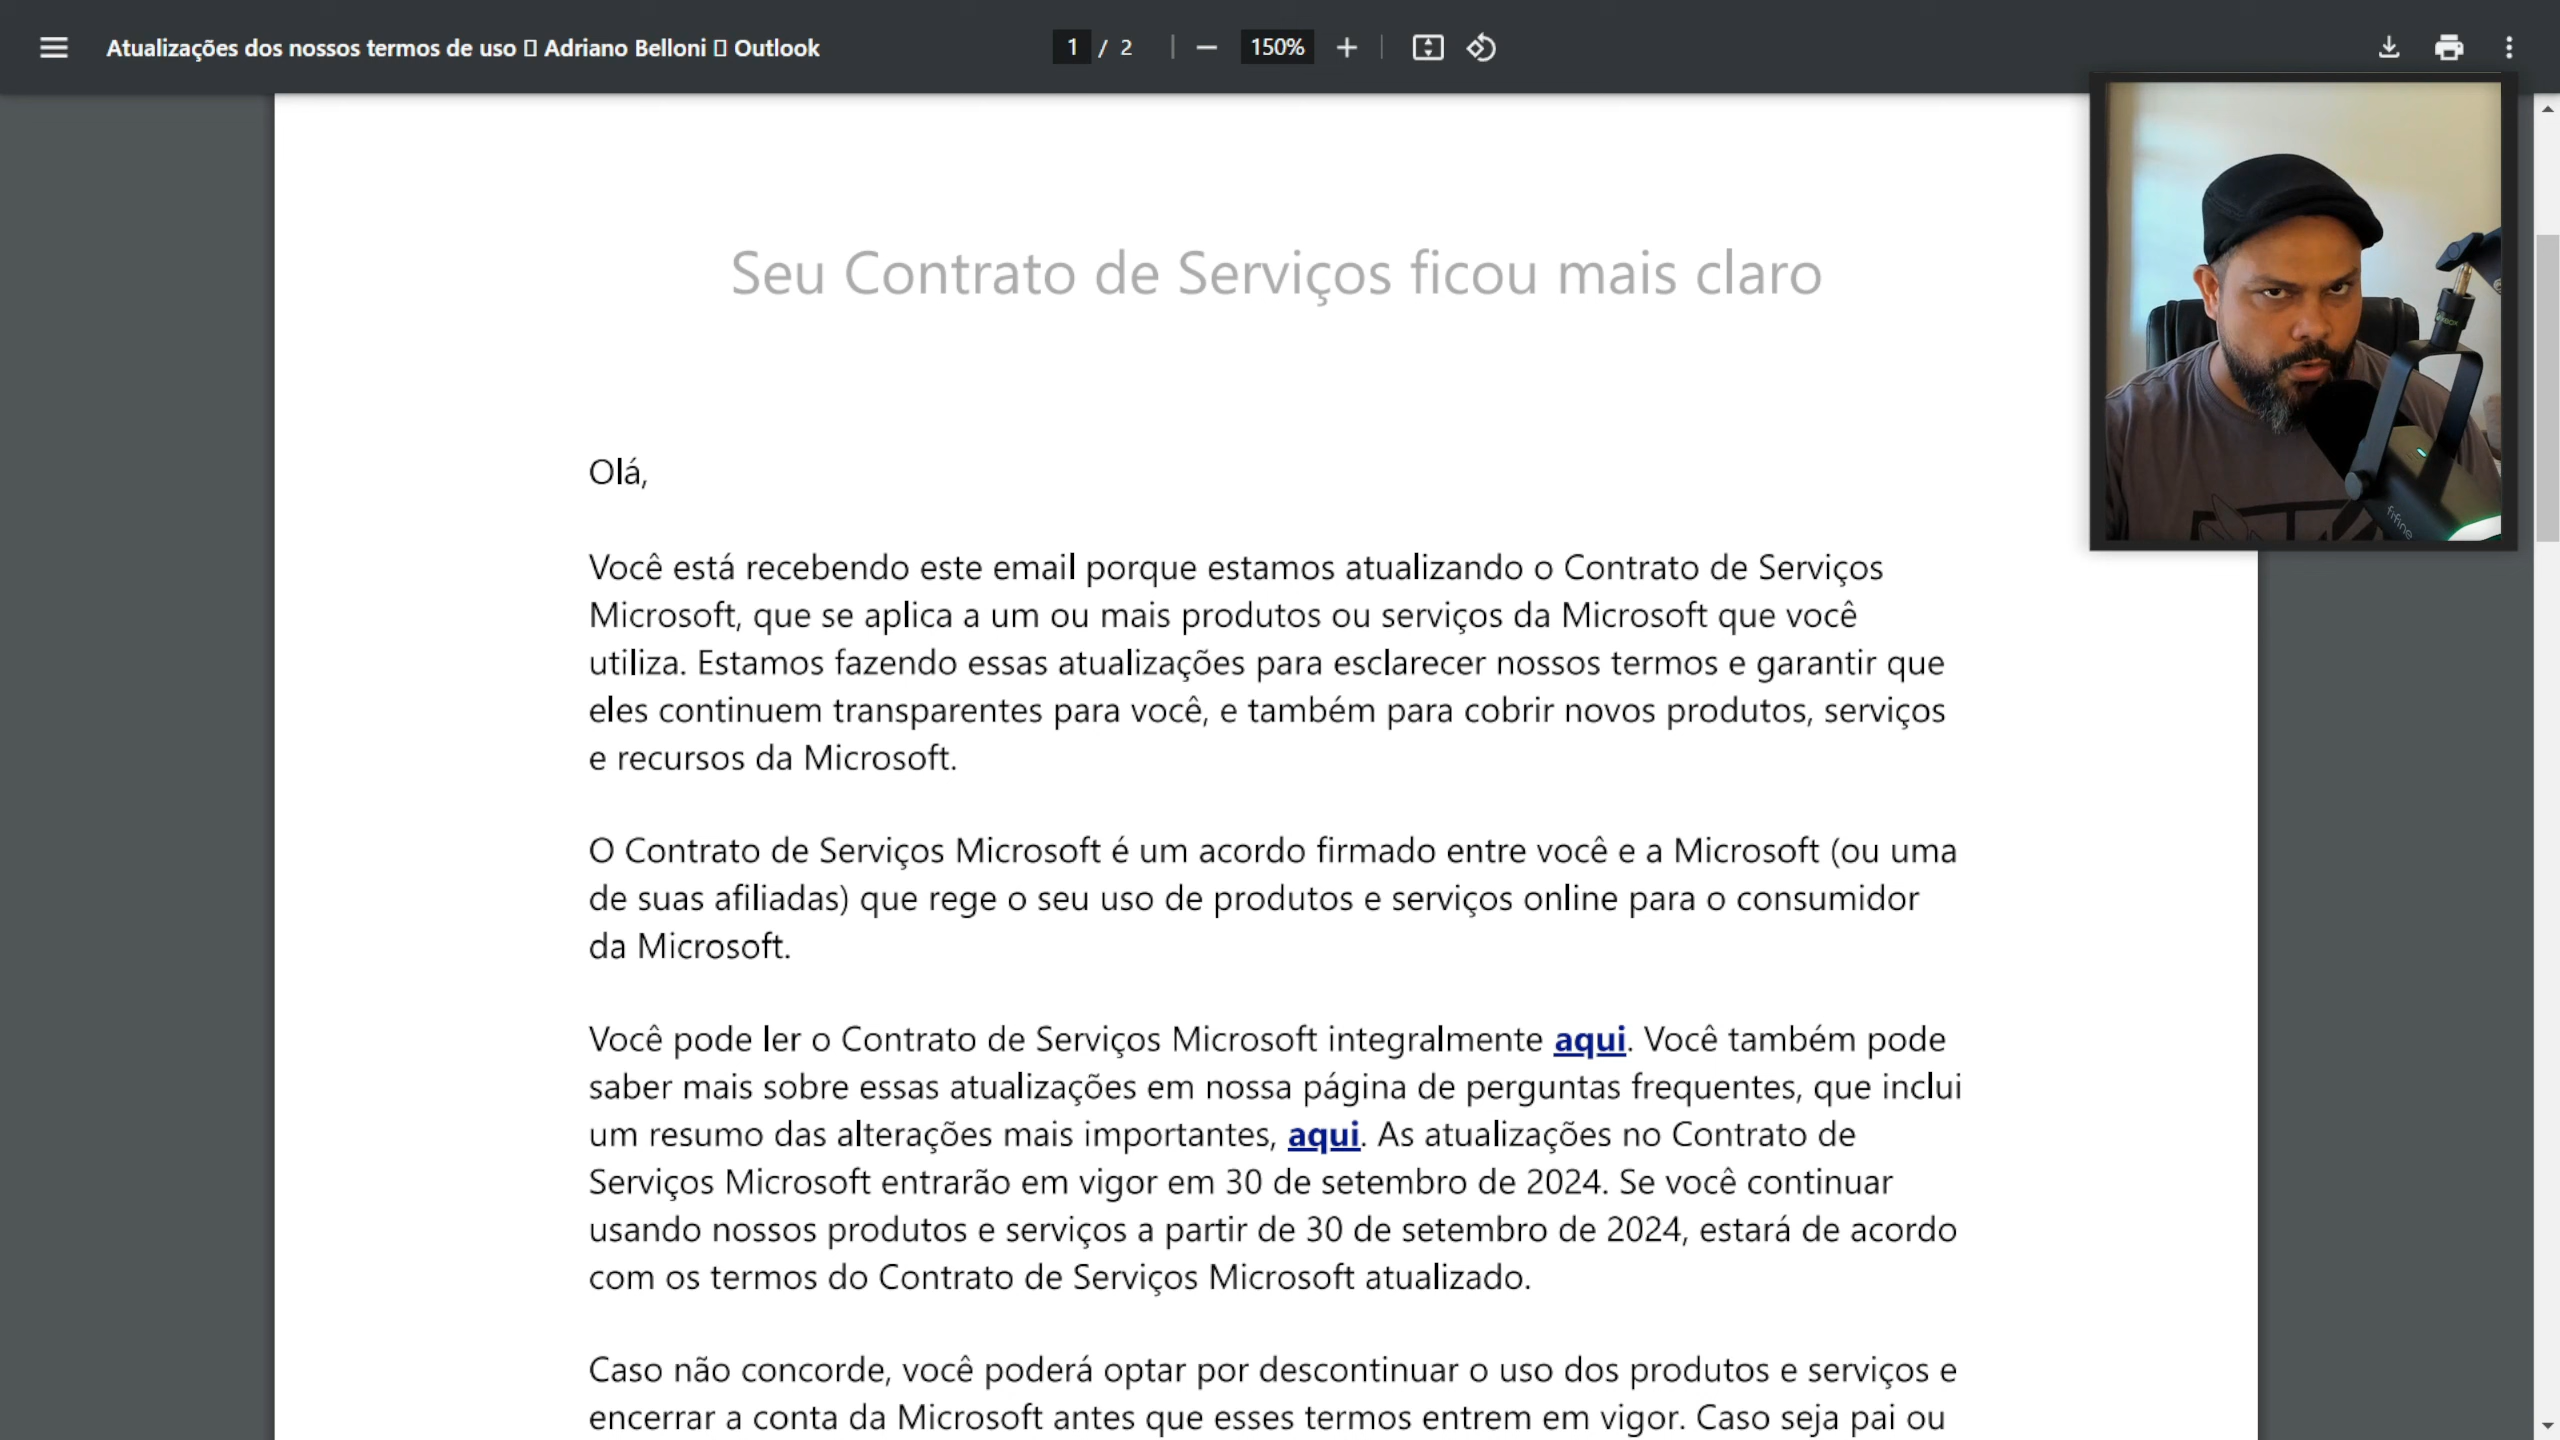 Atualizações dos nossos termos de uso Adriano Belloni Outlook
1 / 2
150%
Seu Contrato de Serviços ficou mais claro
Olá,
Você está recebendo este email porque estamos atualizando o Contrato de Serviços
Microsoft, que se aplica a um ou mais produtos ou serviços da Microsoft que você
utiliza. Estamos fazendo essas atualizações para esclarecer nossos termos e garantir que
eles continuem transparentes para você, e também para cobrir novos produtos, serviços
e recursos da Microsoft.
O Contrato de Serviços Microsoft é um acordo firmado entre você e a Microsoft (ou uma
de suas afiliadas) que rege o seu uso de produtos e serviços online para o consumidor
da Microsoft.
Você pode ler o Contrato de Serviços Microsoft integralmente aqui. Você também pode
saber mais sobre essas atualizações em nossa página de perguntas frequentes, que inclui
um resumo das alterações mais importantes, aqui. As atualizações no Contrato de
Serviços Microsoft entrarão em vigor em 30 de setembro de 2024. Se você continuar
usando nossos produtos e serviços a partir de 30 de setembro de 2024, estará de acordo
com os termos do Contrato de Serviços Microsoft atualizado.
Caso não concorde, você poderá optar por descontinuar o uso dos produtos e serviços e
encerrar a conta da Microsoft antes que esses termos entrem em vigor. Caso seja pai ou
fifine